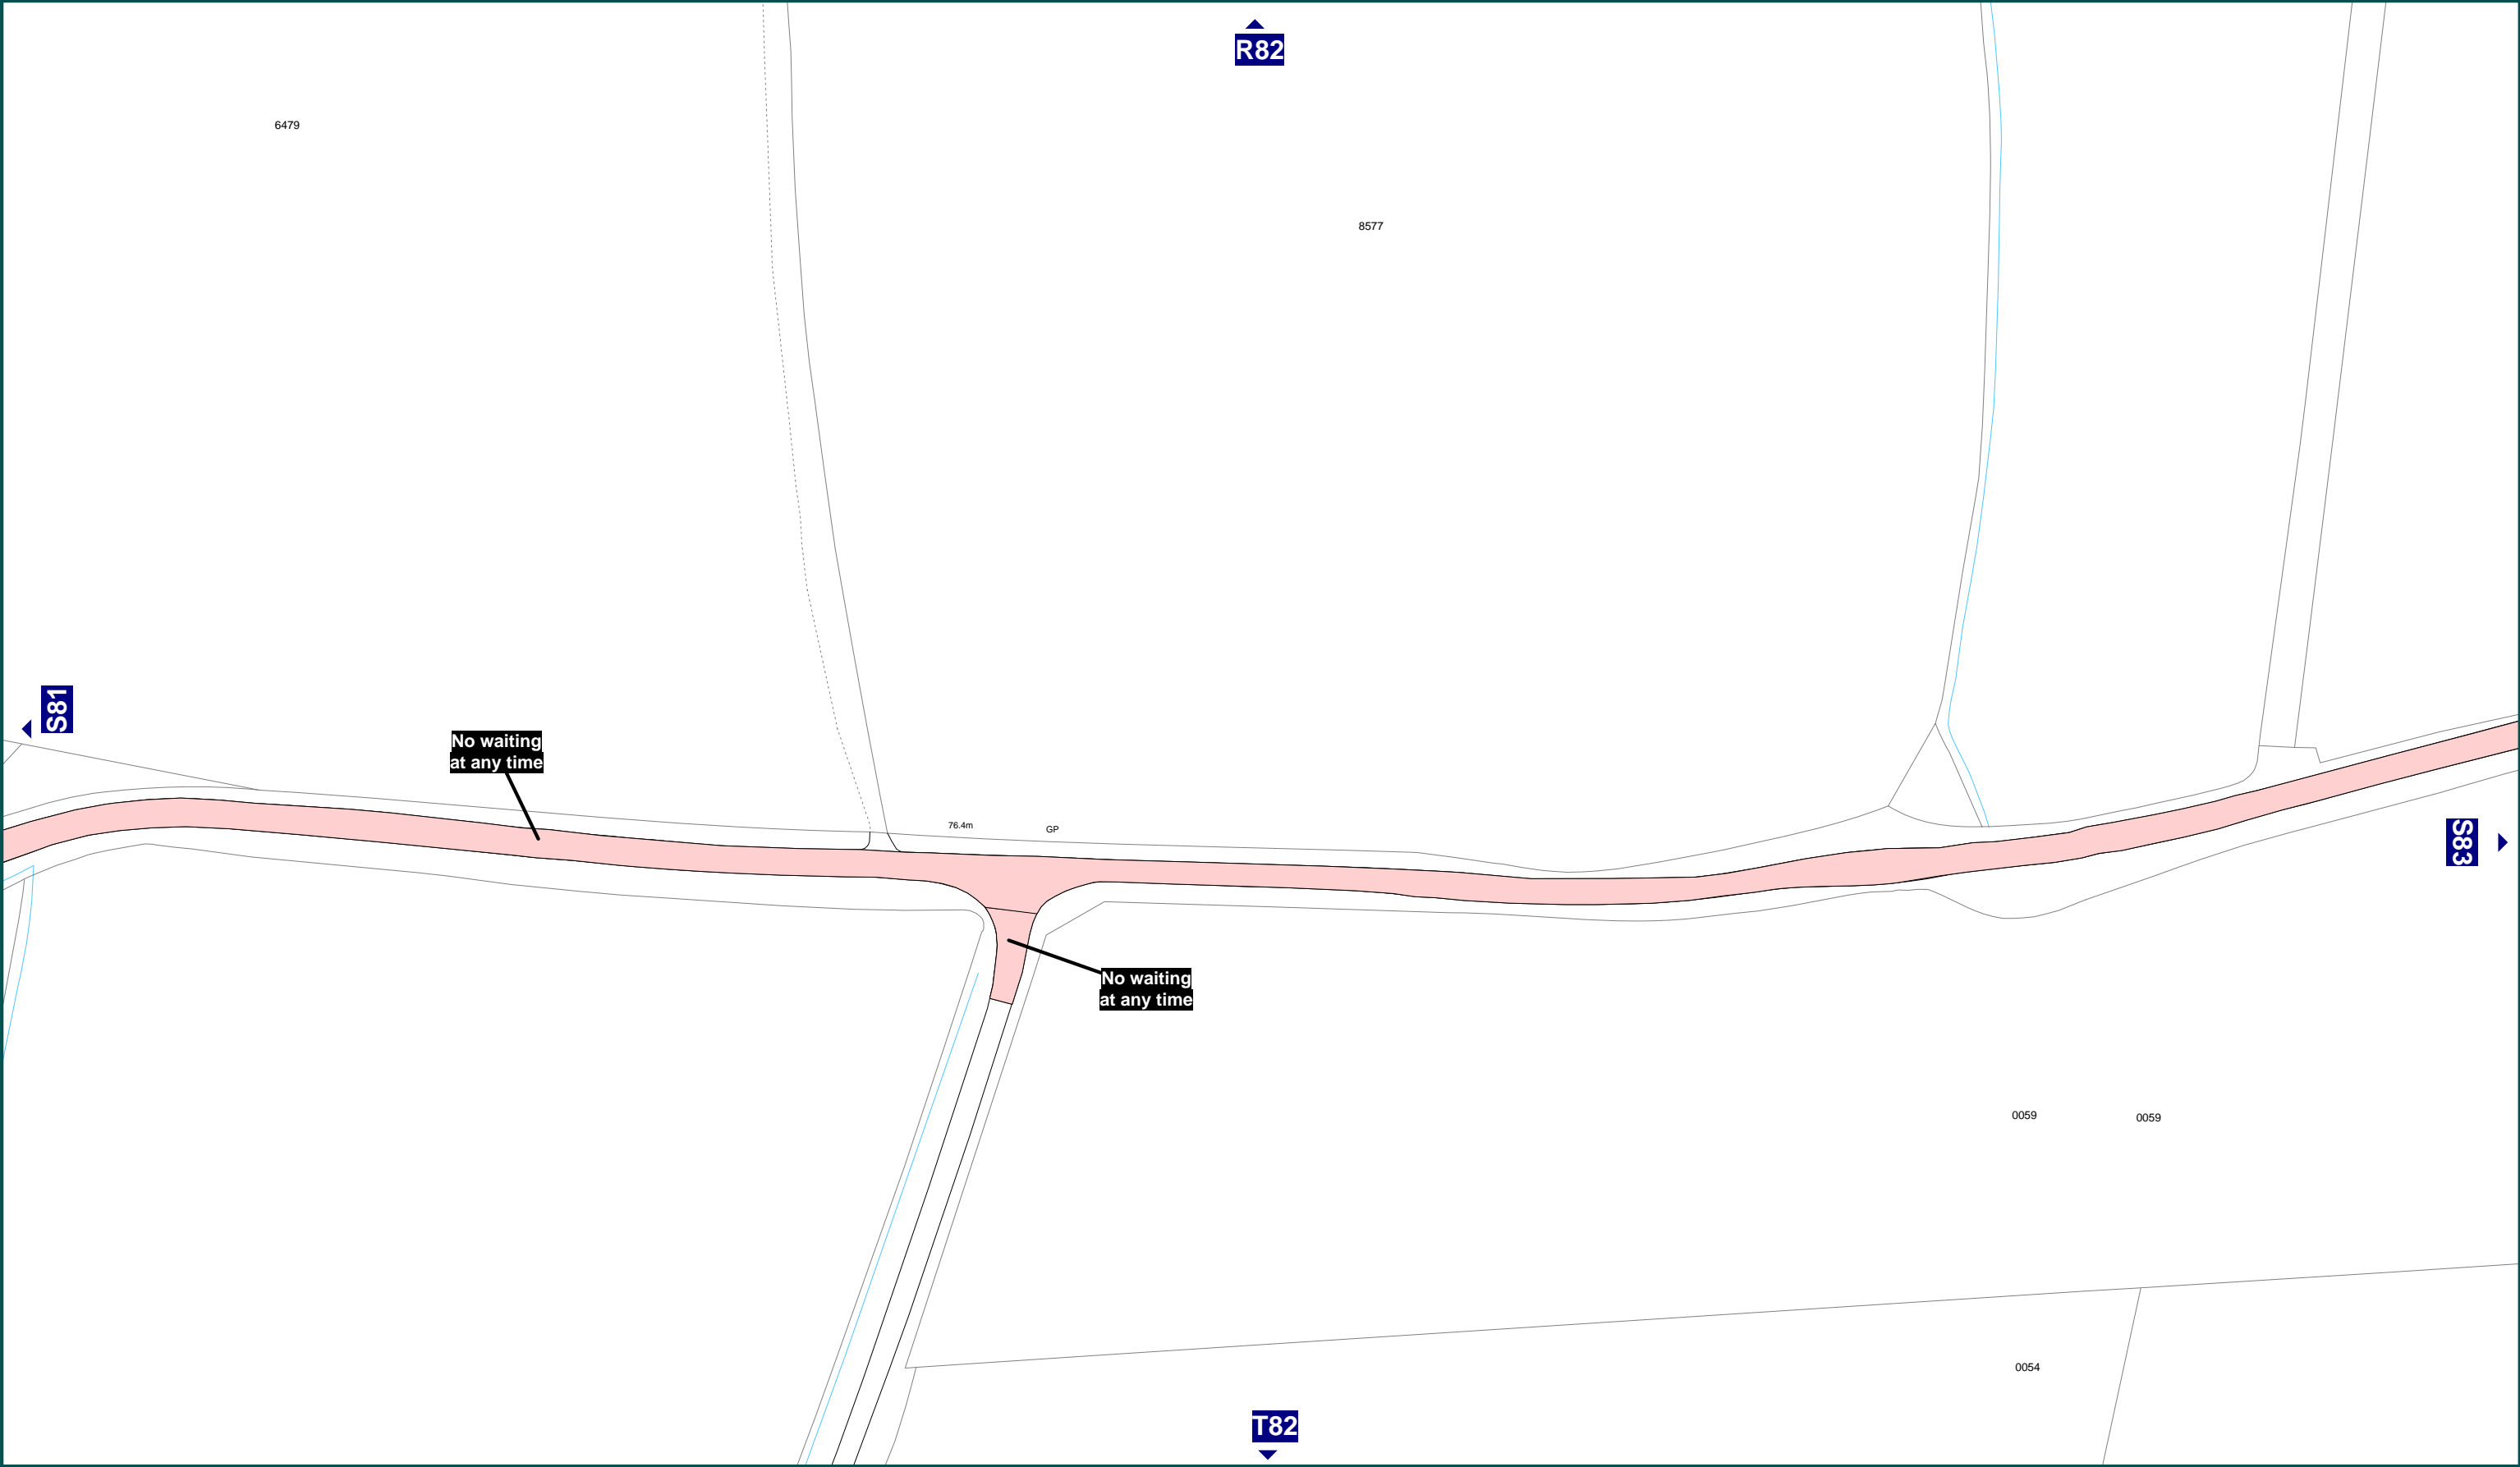 R82
6479
8577
S81
No waiting
at any time
76.4m
GP
S83
No waiting
at any time
0059
0059
0054
T82